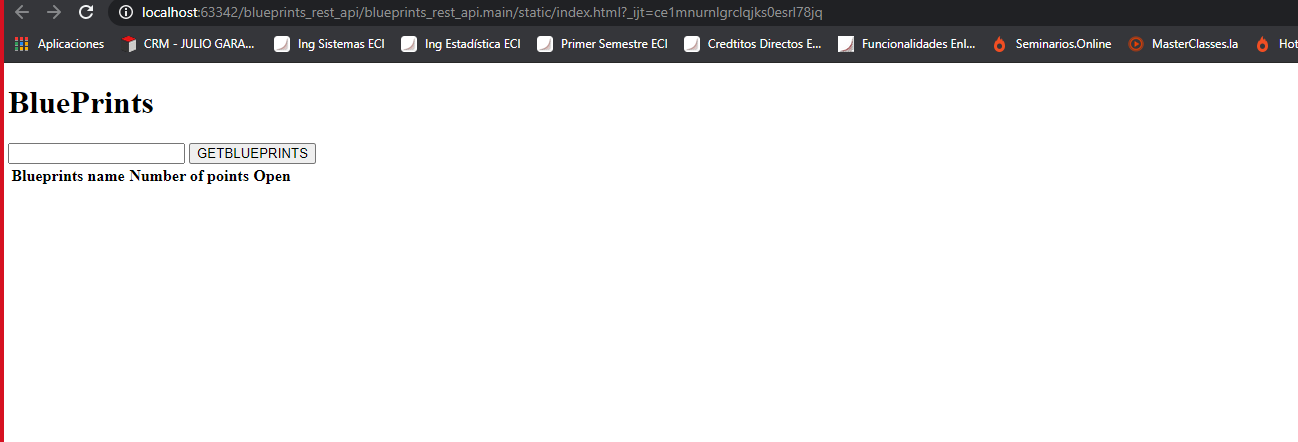 localhost:63342/blueprints_rest_api/blueprints_rest_api.main/static/index.html?_ijt=ce1mnurnlgrclqjks0esrl78jq
Aplicaciones CRM - JULIO GARA... Ing Sistemas ECI Ing Estadística ECI Primer Semestre ECI Credtitos Directos E... Funcionalidades Enl... Seminarios.Online MasterClasses.la Hot
BluePrints
GETBLUEPRINTS
Blueprints name Number of points Open